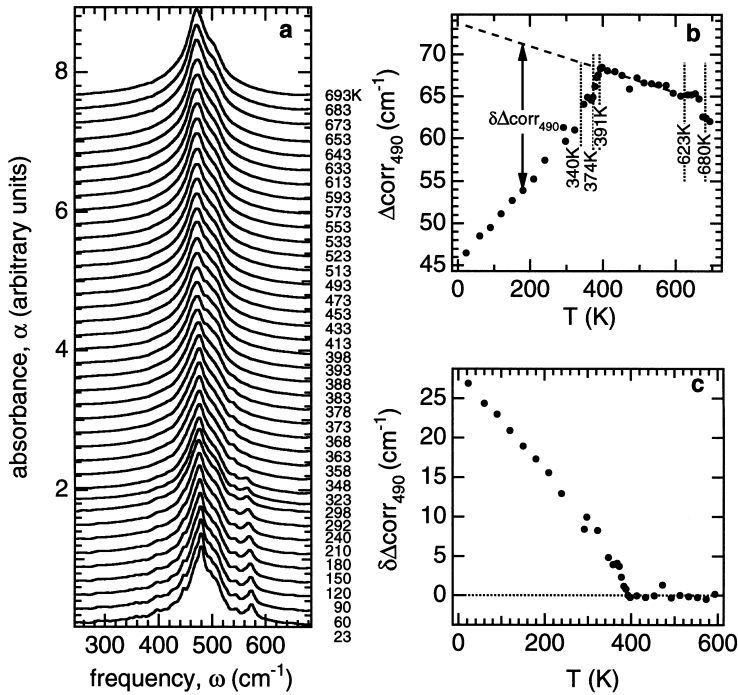 a
absorbance, α (arbitrary units)
8
6
4
2
300 400 500 600
frequency, ω (cm⁻¹)
693K
683
673
653
643
633
613
593
573
553
533
523
513
493
473
453
433
413
398
393
388
383
378
373
368
363
358
348
323
298
292
240
210
180
150
120
90
60
23
b
Δcorr₄₉₀ (cm⁻¹)
70
65
60
55
50
45
δΔcorr₄₉₀
340K
374K
391K
623K
680K
0 200 400 600
T (K)
c
δΔcorr₄₉₀ (cm⁻¹)
25
20
15
10
5
0
0 100 200 300 400 500 600
T (K)